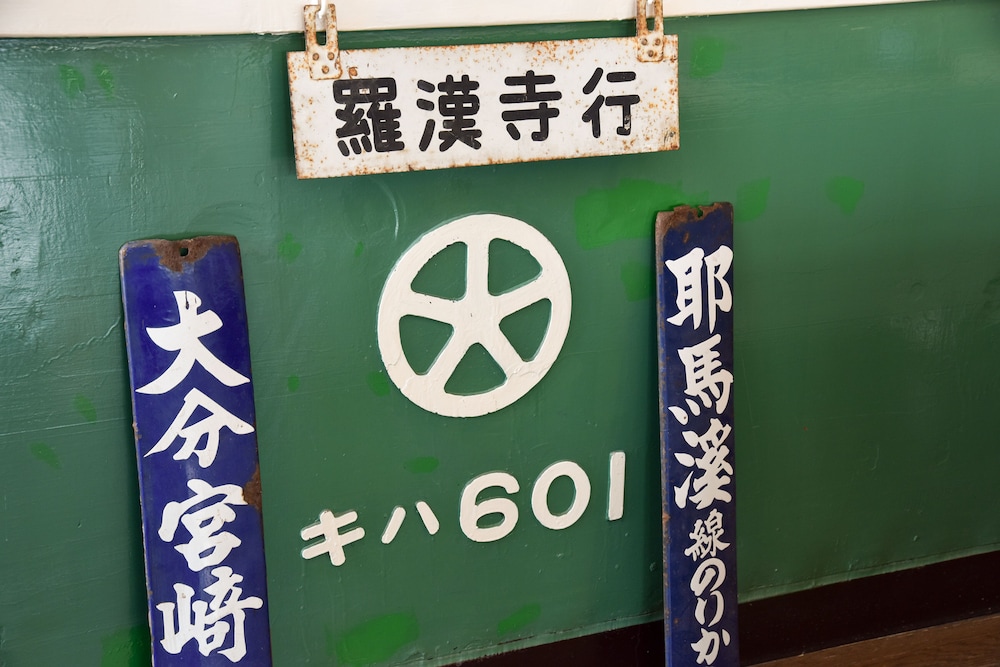 羅漢寺行
大分宮崎
キハ601
耶馬溪線のりか